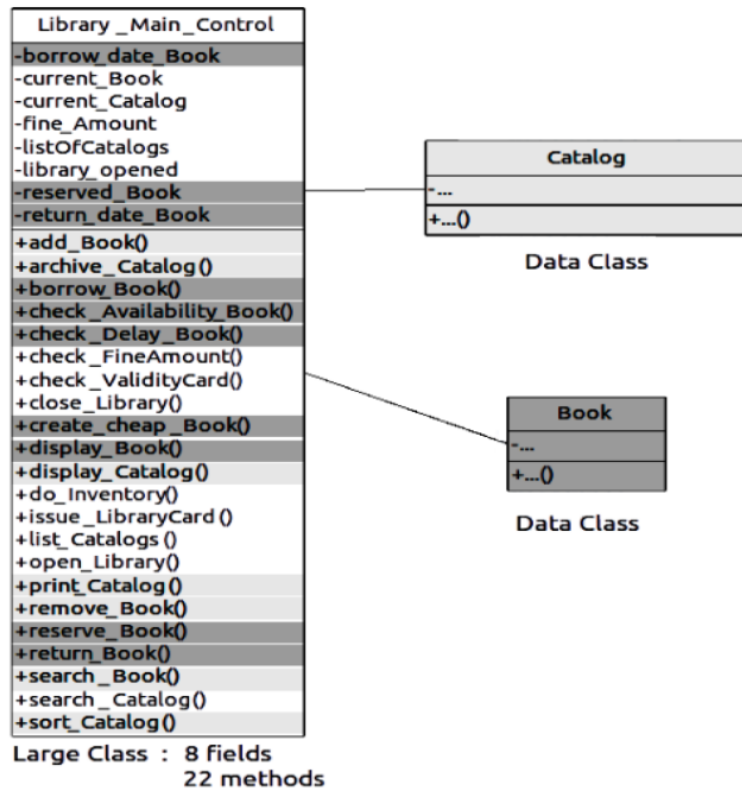 Library _Main_Control
-borrow_date_Book
-current_Book
-current_Catalog
-fine_Amount
-listOfCatalogs
-library_opened
-reserved_Book
-return_date_Book
+add_Book()
+archive_Catalog()
+borrow_Book()
+check_Availability_Book()
+check_Delay_Book()
+check_FineAmount()
+check_ValidityCard()
+close_Library()
+create_cheap_Book()
+display_Book()
+display_Catalog()
+do_Inventory()
+issue_LibraryCard()
+list_Catalogs()
+open_Library()
+print_Catalog()
+remove_Book()
+reserve_Book()
+return_Book()
+search_Book()
+search_Catalog()
+sort_Catalog()
Large Class : 8 fields
22 methods
Catalog
-...
+...()
Data Class
Book
-...
+...()
Data Class